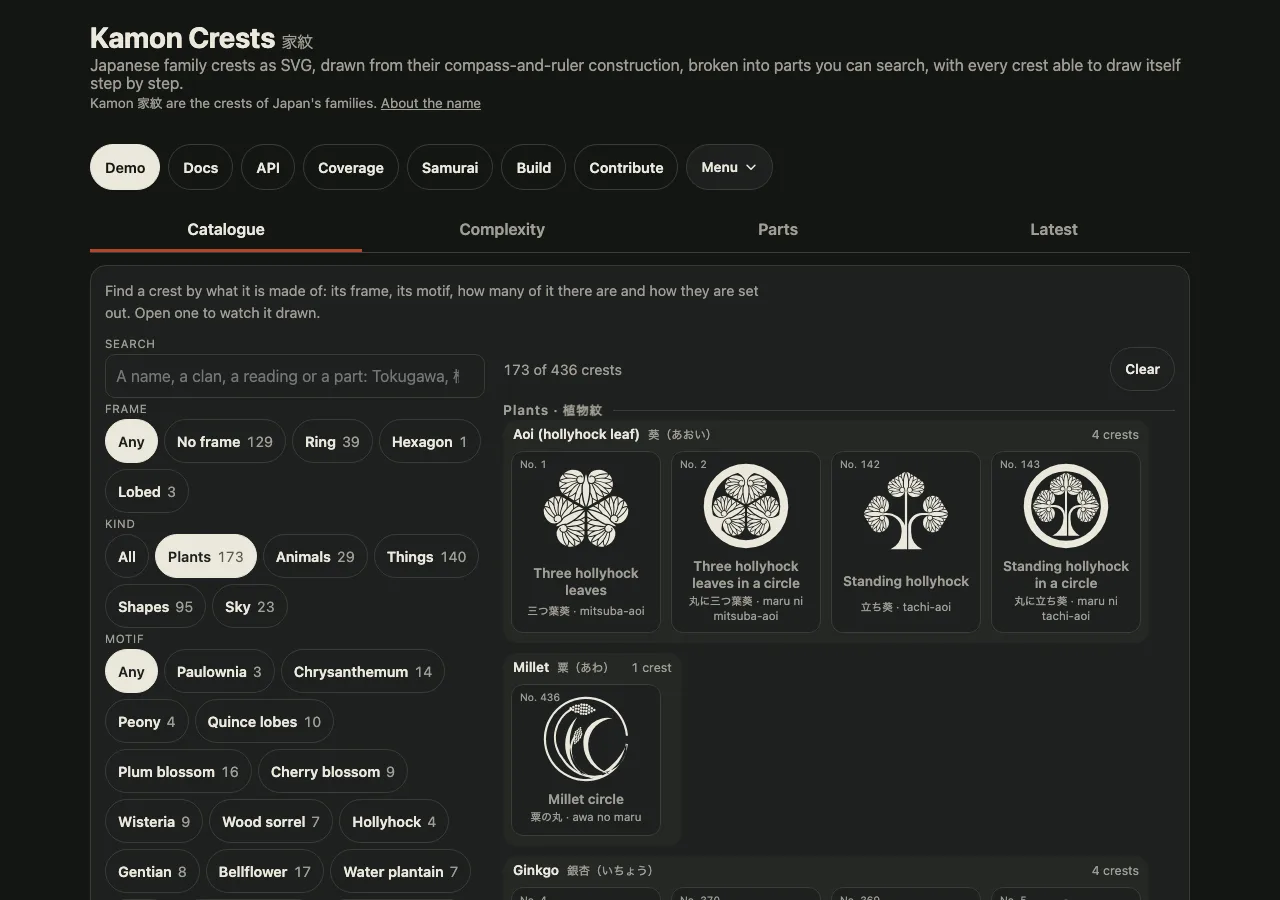 Kamon Crests 家紋
Japanese family crests as SVG, drawn from their compass-and-ruler construction, broken into parts you can search, with every crest able to draw itself
step by step.
Kamon 家紋 are the crests of Japan's families. About the name
Demo Docs API Coverage Samurai Build Contribute Menu
Catalogue Complexity Parts Latest
Find a crest by what it is made of: its frame, its motif, how many of it there are and how they are set
out. Open one to watch it drawn.
SEARCH
A name, a clan, a reading or a part: Tokugawa,
FRAME
Any No frame 129 Ring 39 Hexagon 1
Lobed 3
KIND
All Plants 173 Animals 29 Things 140
Shapes 95 Sky 23
MOTIF
Any Paulownia 3 Chrysanthemum 14
Peony 4 Quince lobes 10
Plum blossom 16 Cherry blossom 9
Wisteria 9 Wood sorrel 7 Hollyhock 4
Gentian 8 Bellflower 17 Water plantain 7
173 of 436 crests Clear
Plants · 植物紋
Aoi (hollyhock leaf) 葵（あおい） 4 crests
No. 1
Three hollyhock
leaves
三つ葉葵 · mitsuba-aoi
No. 2
Three hollyhock
leaves in a circle
丸に三つ葉葵 · maru ni
mitsuba-aoi
No. 142
Standing hollyhock
立ち葵 · tachi-aoi
No. 143
Standing hollyhock
in a circle
丸に立ち葵 · maru ni
tachi-aoi
Millet 粟（あわ） 1 crest
No. 436
Millet circle
粟の丸 · awa no maru
Ginkgo 銀杏（いちょう） 4 crests